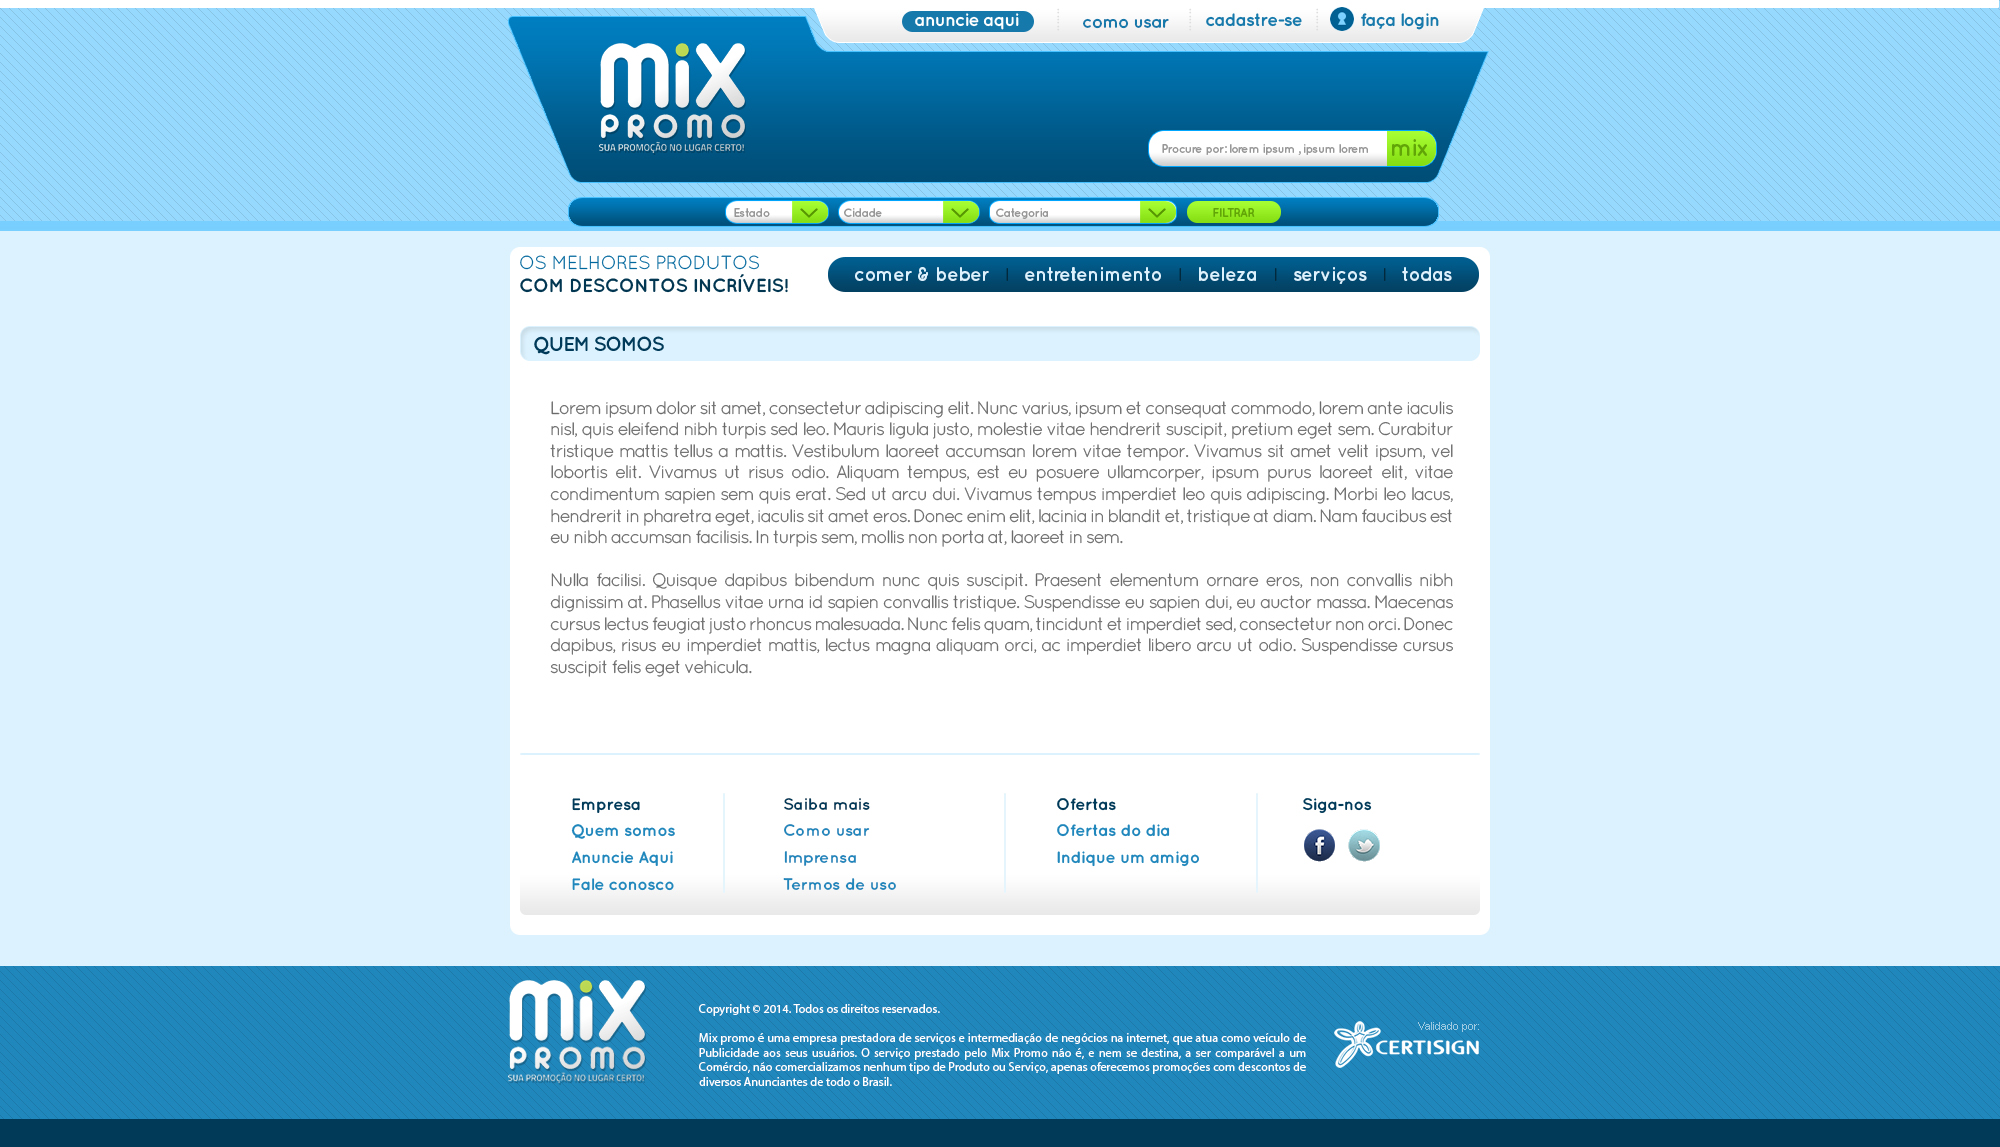 anuncie aqui
como usar
cadastre-se
faça login
mix
PROMO
SUA PROMOÇÃO NO LUGAR CERTO!
Procure por: lorem ipsum , ipsum lorem
mix
Estado
Cidade
Categoria
FILTRAR
OS MELHORES PRODUTOS
COM DESCONTOS INCRÍVEIS!
comer & beber
entretenimento
beleza
serviços
todas
QUEM SOMOS
Lorem ipsum dolor sit amet, consectetur adipiscing elit. Nunc varius, ipsum et consequat commodo, lorem ante iaculis
nisl, quis eleifend nibh turpis sed leo. Mauris ligula justo, molestie vitae hendrerit suscipit, pretium eget sem. Curabitur
tristique mattis tellus a mattis. Vestibulum laoreet accumsan lorem vitae tempor. Vivamus sit amet velit ipsum, vel
lobortis elit. Vivamus ut risus odio. Aliquam tempus, est eu posuere ullamcorper, ipsum purus laoreet elit, vitae
condimentum sapien sem quis erat. Sed ut arcu dui. Vivamus tempus imperdiet leo quis adipiscing. Morbi leo lacus,
hendrerit in pharetra eget, iaculis sit amet eros. Donec enim elit, lacinia in blandit et, tristique at diam. Nam faucibus est
eu nibh accumsan facilisis. In turpis sem, mollis non porta at, laoreet in sem.
Nulla facilisi. Quisque dapibus bibendum nunc quis suscipit. Praesent elementum ornare eros, non convallis nibh
dignissim at. Phasellus vitae urna id sapien convallis tristique. Suspendisse eu sapien dui, eu auctor massa. Maecenas
cursus lectus feugiat justo rhoncus malesuada. Nunc felis quam, tincidunt et imperdiet sed, consectetur non orci. Donec
dapibus, risus eu imperdiet mattis, lectus magna aliquam orci, ac imperdiet libero arcu ut odio. Suspendisse cursus
suscipit felis eget vehicula.
Empresa
Quem somos
Anuncie Aqui
Fale conosco
Saiba mais
Como usar
Imprensa
Termos de uso
Ofertas
Ofertas do dia
Indique um amigo
Siga-nos
f
mix
PROMO
SUA PROMOÇÃO NO LUGAR CERTO!
Copyright © 2014. Todos os direitos reservados.
Mix promo é uma empresa prestadora de serviços e intermediação de negócios na internet, que atua como veículo de
Publicidade aos seus usuários. O serviço prestado pelo Mix Promo não é, e nem se destina, a ser comparável a um
Comércio, não comercializamos nenhum tipo de Produto ou Serviço, apenas oferecemos promoções com descontos de
diversos Anunciantes de todo o Brasil.
Validado por:
CERTISIGN